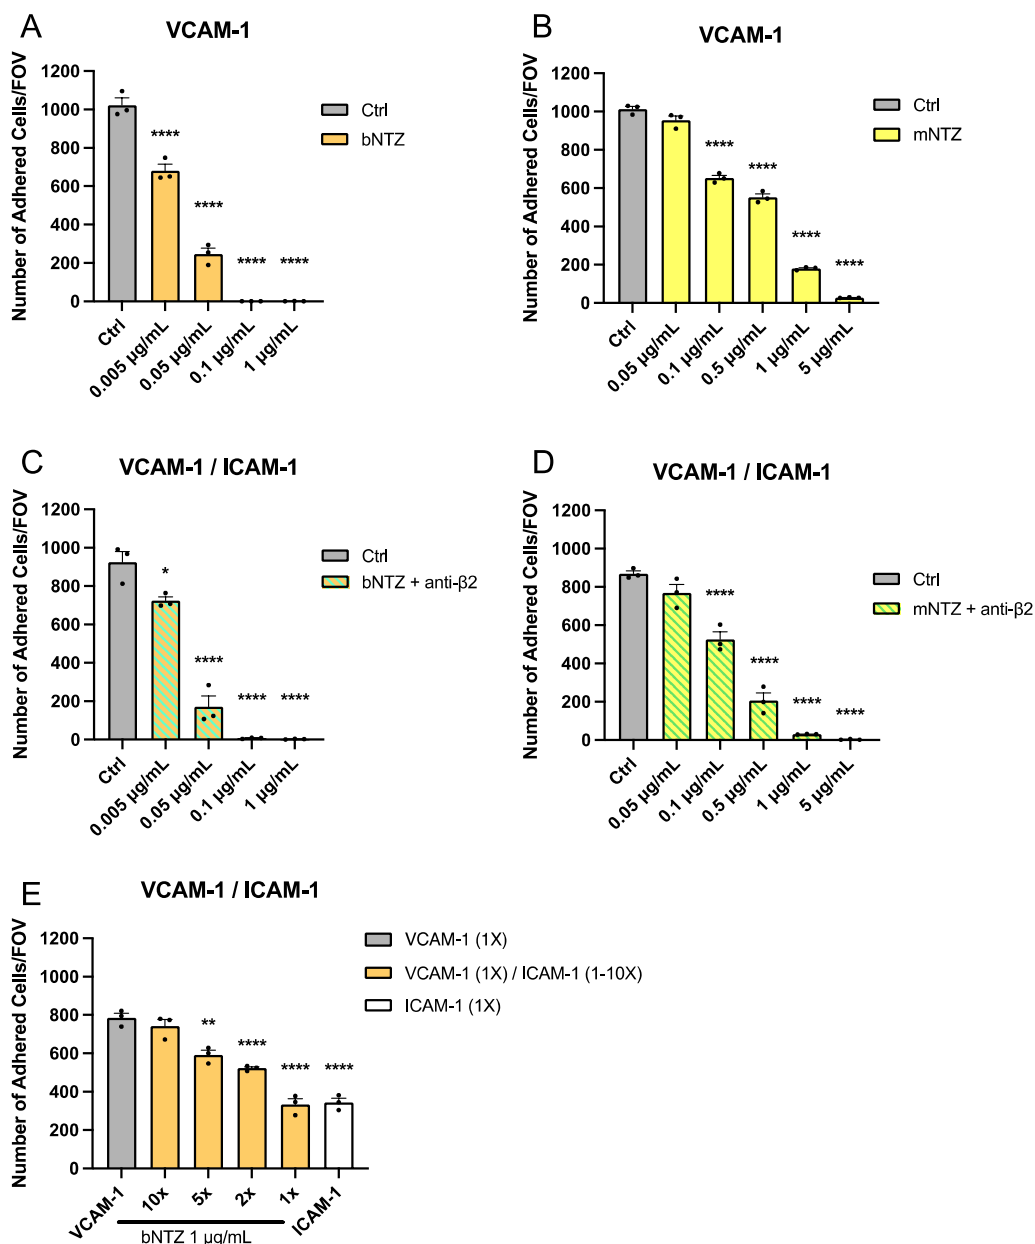 A
VCAM-1
Number of Adhered Cells/FOV
1200
1000
800
600
400
200
0
****
****
****
****
Ctrl
0.005 µg/mL
0.05 µg/mL
0.1 µg/mL
1 µg/mL
Ctrl
bNTZ
B
VCAM-1
Number of Adhered Cells/FOV
1200
1000
800
600
400
200
0
****
****
****
****
Ctrl
0.05 µg/mL
0.1 µg/mL
0.5 µg/mL
1 µg/mL
5 µg/mL
Ctrl
mNTZ
C
VCAM-1 / ICAM-1
Number of Adhered Cells/FOV
1200
1000
800
600
400
200
0
*
****
****
****
Ctrl
0.005 µg/mL
0.05 µg/mL
0.1 µg/mL
1 µg/mL
Ctrl
bNTZ + anti-β2
D
VCAM-1 / ICAM-1
Number of Adhered Cells/FOV
1200
1000
800
600
400
200
0
****
****
****
****
Ctrl
0.05 µg/mL
0.1 µg/mL
0.5 µg/mL
1 µg/mL
5 µg/mL
Ctrl
mNTZ + anti-β2
E
VCAM-1 / ICAM-1
Number of Adhered Cells/FOV
1200
1000
800
600
400
200
0
**
****
****
****
VCAM-1
10x
5x
2x
1x
ICAM-1
bNTZ 1 µg/mL
VCAM-1 (1X)
VCAM-1 (1X) / ICAM-1 (1-10X)
ICAM-1 (1X)